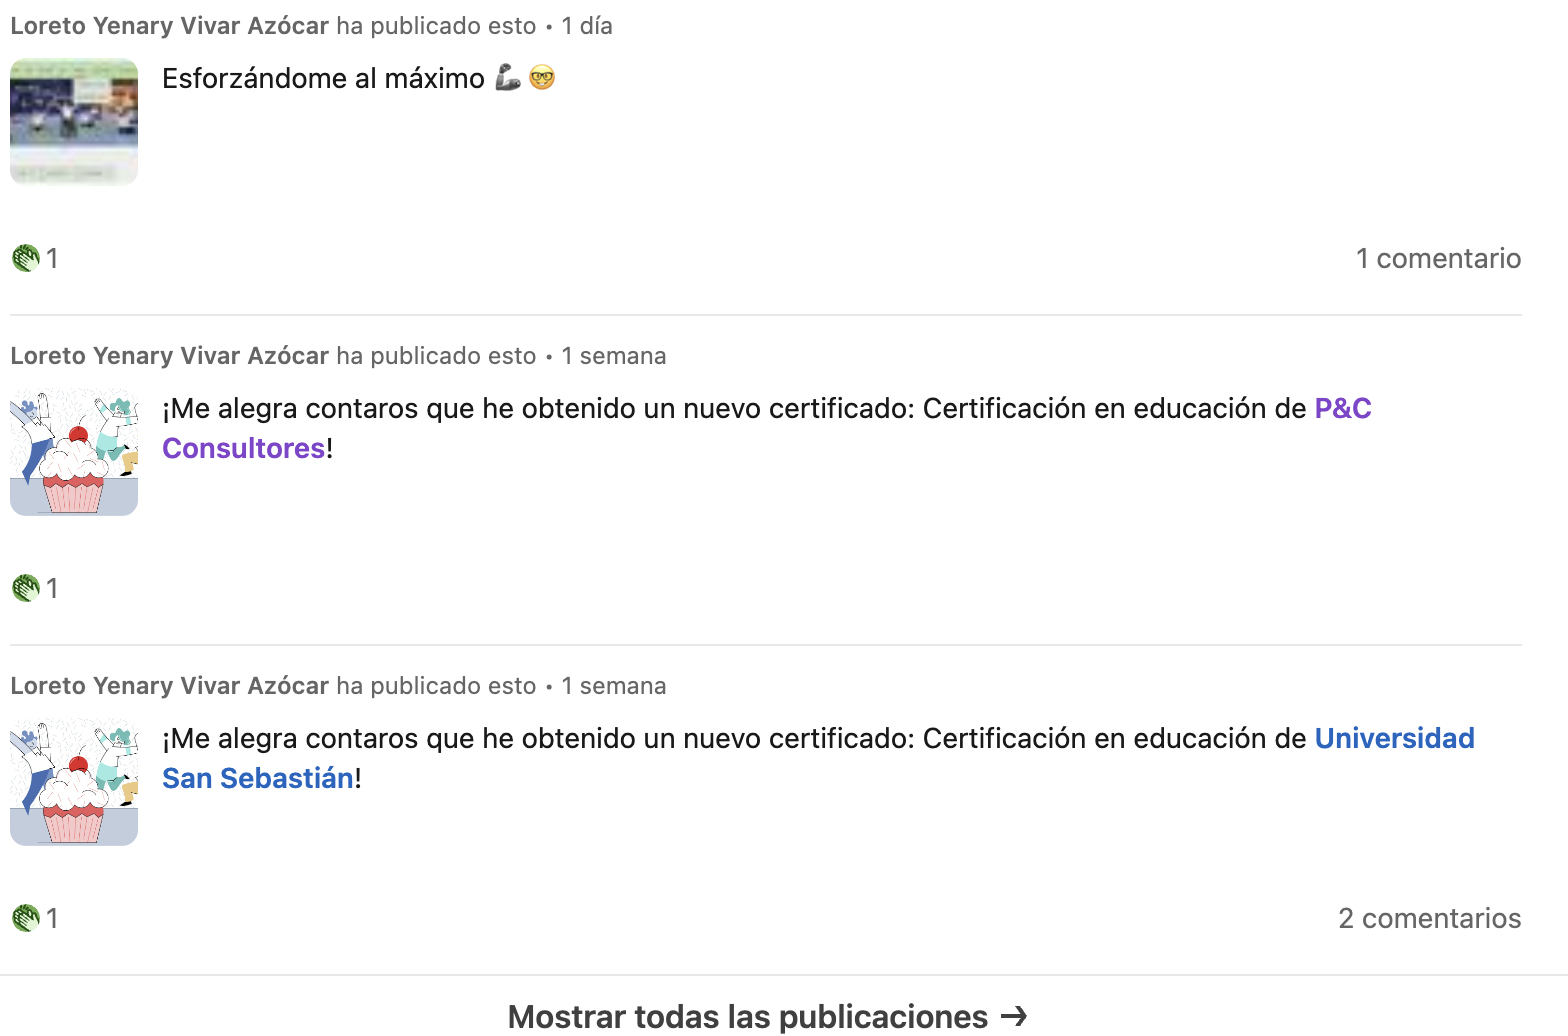 Loreto Yenary Vivar Azócar ha publicado esto • 1 día
Esforzándome al máximo 🦾🤓
1
1 comentario
Loreto Yenary Vivar Azócar ha publicado esto • 1 semana
¡Me alegra contaros que he obtenido un nuevo certificado: Certificación en educación de P&C
Consultores!
1
Loreto Yenary Vivar Azócar ha publicado esto • 1 semana
¡Me alegra contaros que he obtenido un nuevo certificado: Certificación en educación de Universidad
San Sebastián!
1
2 comentarios
Mostrar todas las publicaciones →